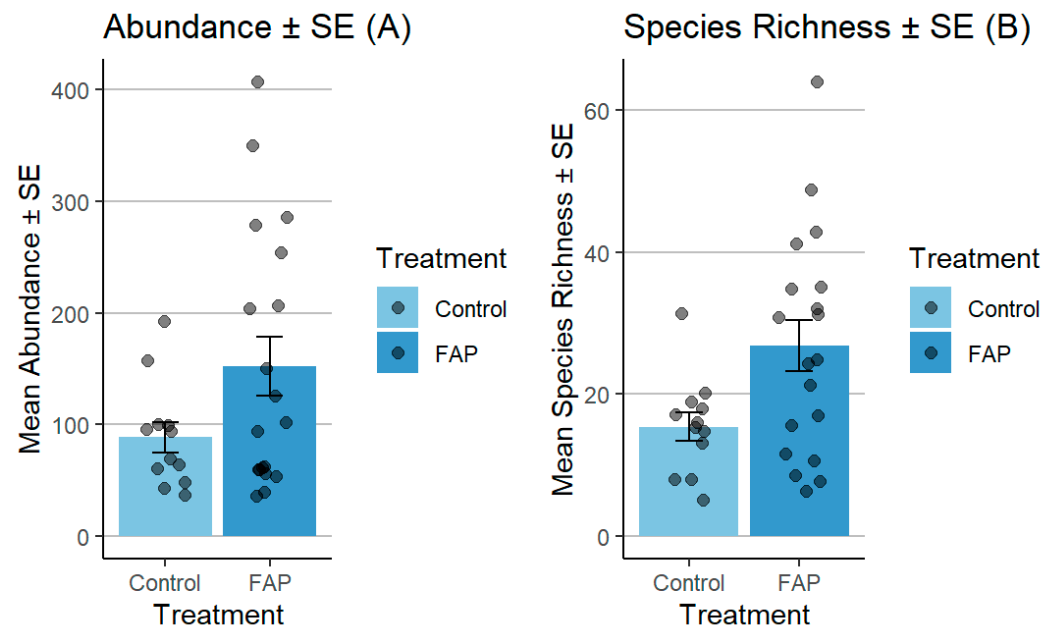 Abundance ± SE (A)
Mean Abundance ± SE
400
300
200
100
0
Control FAP
Treatment
Treatment
Control
FAP
Species Richness ± SE (B)
Mean Species Richness ± SE
60
40
20
0
Control FAP
Treatment
Treatment
Control
FAP